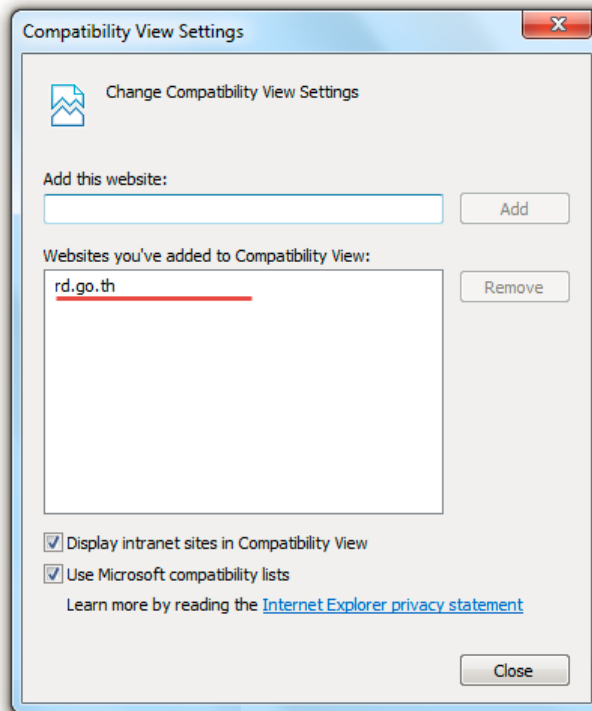 Compatibility View Settings
Change Compatibility View Settings
Add this website:
Add
Websites you've added to Compatibility View:
rd.go.th
Remove
Display intranet sites in Compatibility View
Use Microsoft compatibility lists
Learn more by reading the Internet Explorer privacy statement
Close